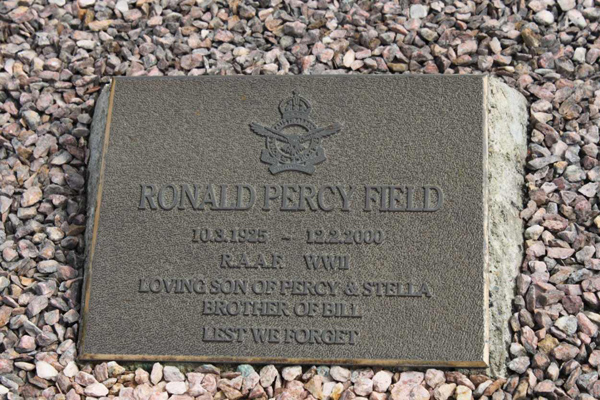 RONALD PERCY FIELD
10.3.1925 - 12.2.2000
R.A.A.F. WWII
LOVING SON OF PERCY & STELLA
BROTHER OF BILL
LEST WE FORGET